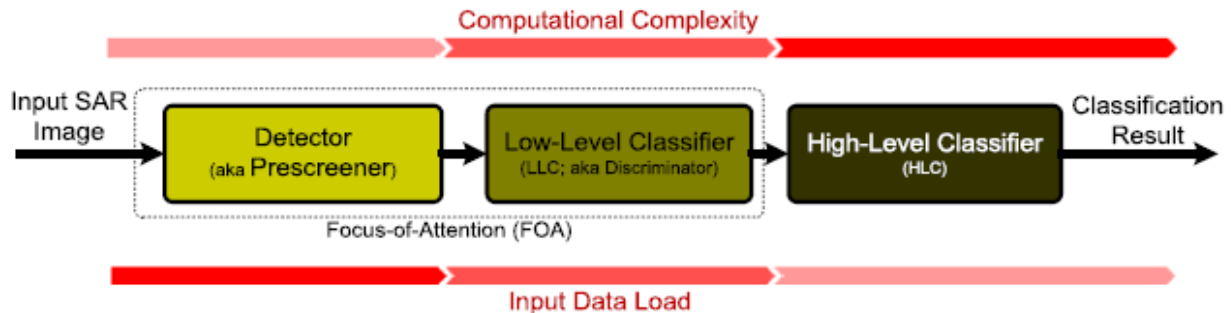 Computational Complexity
Input SAR
Image
Detector
(aka Prescreener)
Low-Level Classifier
(LLC; aka Discriminator)
High-Level Classifier
(HLC)
Classification
Result
Focus-of-Attention (FOA)
Input Data Load